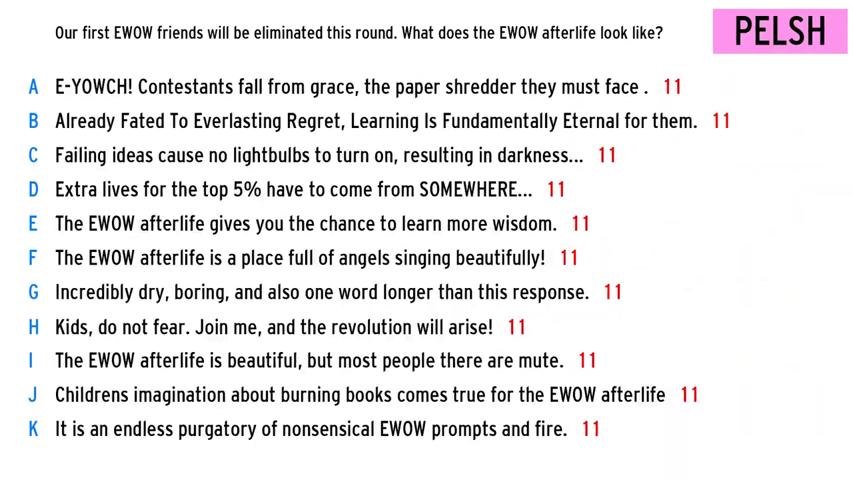 Our first EWOW friends will be eliminated this round. What does the EWOW afterlife look like?
PELSH
A E-YOWCH! Contestants fall from grace, the paper shredder they must face . 11
B Already Fated To Everlasting Regret, Learning Is Fundamentally Eternal for them. 11
C Failing ideas cause no lightbulbs to turn on, resulting in darkness... 11
D Extra lives for the top 5% have to come from SOMEWHERE... 11
E The EWOW afterlife gives you the chance to learn more wisdom. 11
F The EWOW afterlife is a place full of angels singing beautifully! 11
G Incredibly dry, boring, and also one word longer than this response. 11
H Kids, do not fear. Join me, and the revolution will arise! 11
I The EWOW afterlife is beautiful, but most people there are mute. 11
J Childrens imagination about burning books comes true for the EWOW afterlife 11
K It is an endless purgatory of nonsensical EWOW prompts and fire. 11